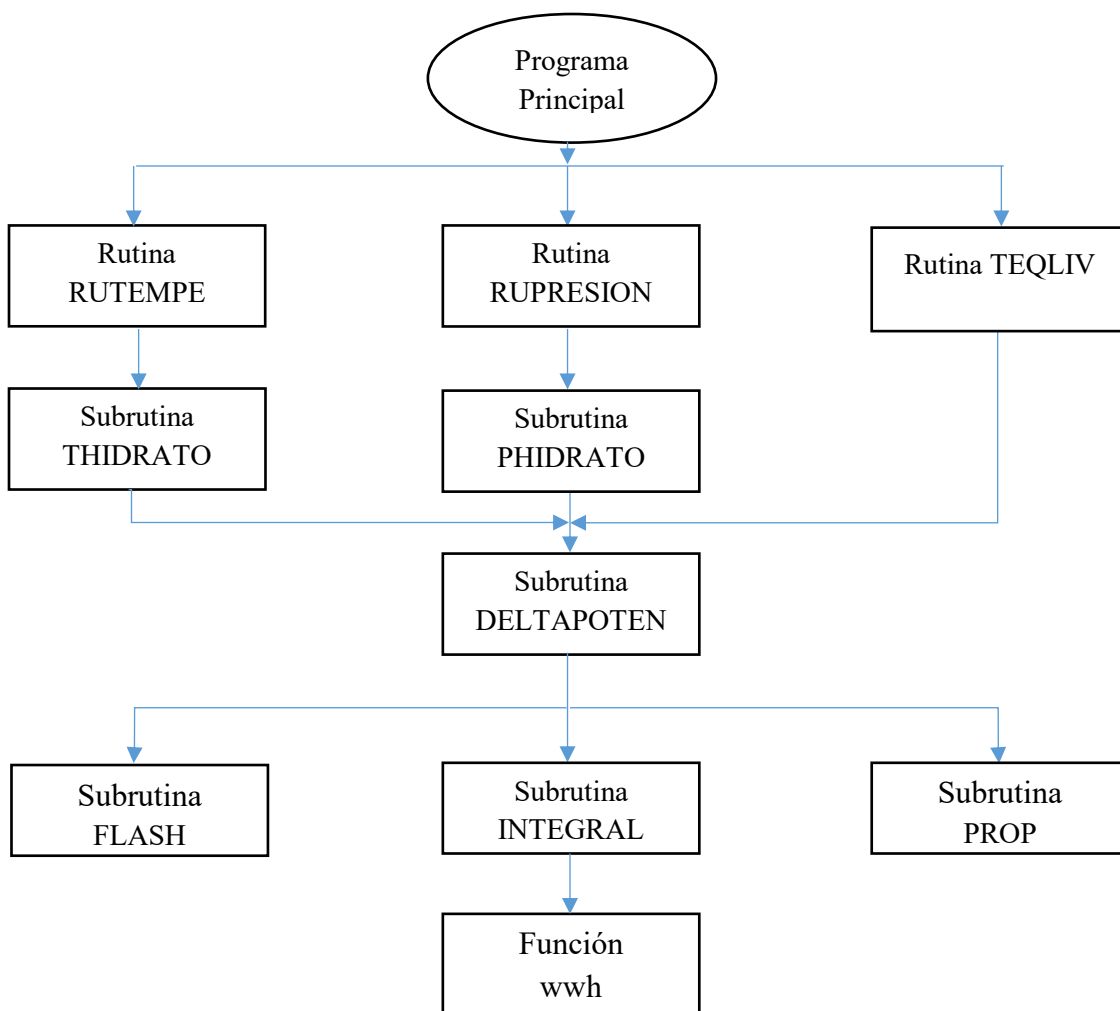 Programa
Principal
Rutina
RUTEMPE
Rutina
RUPRESION
Rutina TEQLIV
Subrutina
THIDRATO
Subrutina
PHIDRATO
Subrutina
DELTAPOTEN
Subrutina
FLASH
Subrutina
INTEGRAL
Subrutina
PROP
Función
wwh